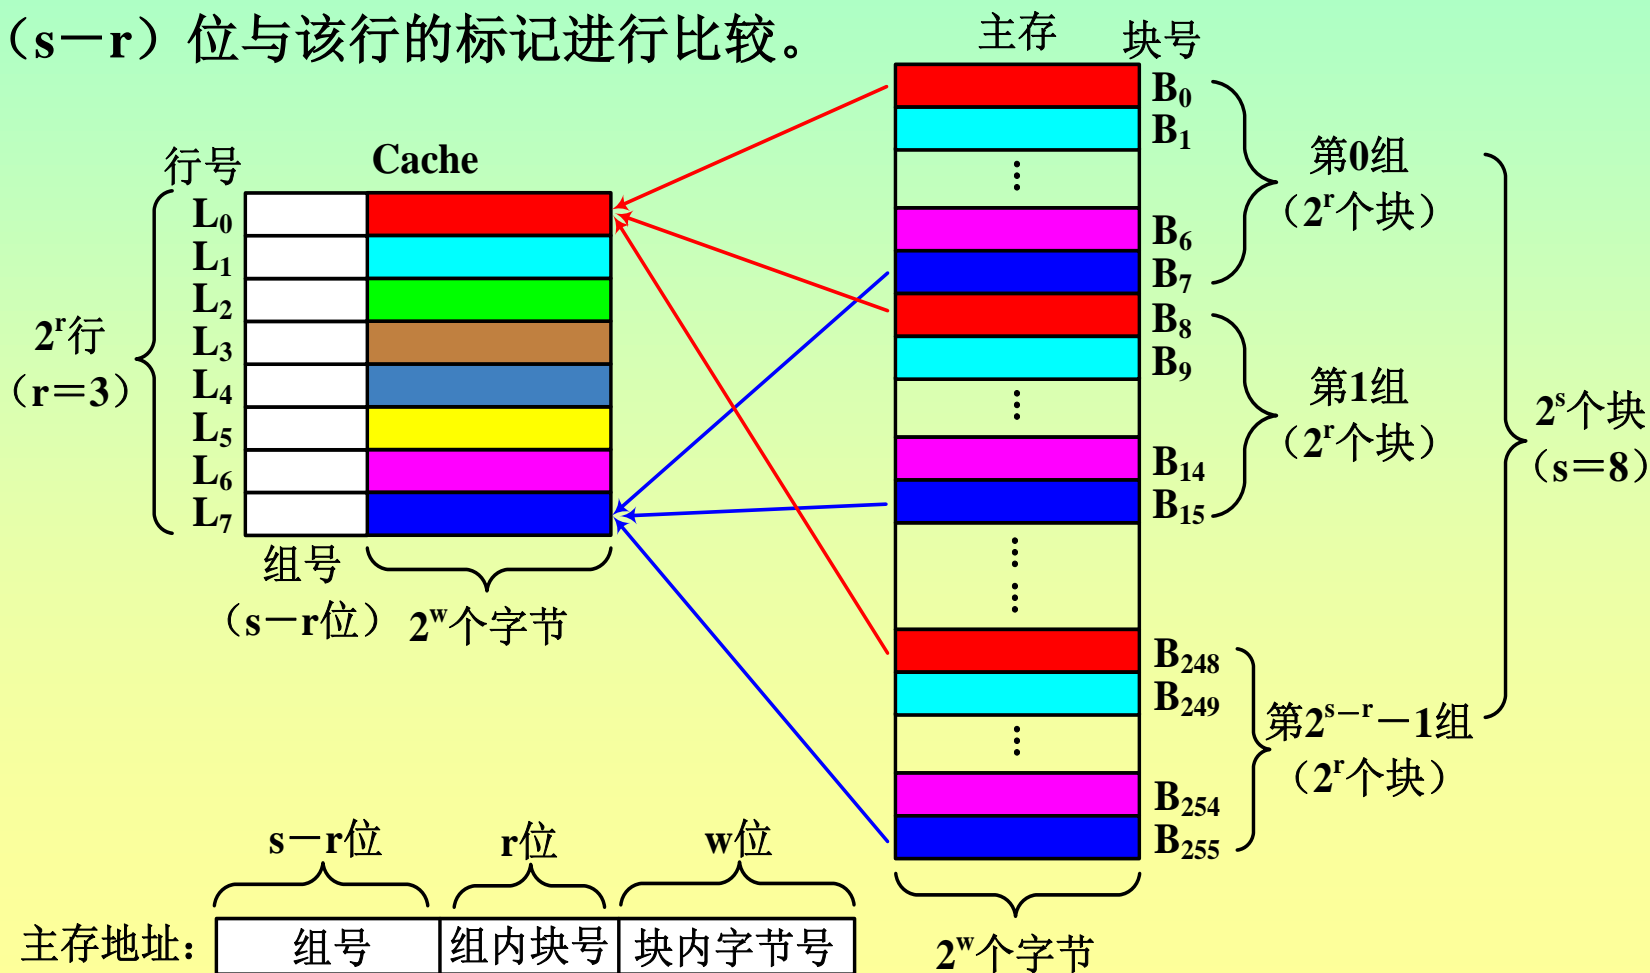 （s－r）位与该行的标记进行比较。
主存 块号
行号 Cache
L0
L1
L2
L3
L4
L5
L6
L7
2^r行
（r＝3）
组号
（s－r位）
2^w个字节
B0
B1
⋮
B6
B7
B8
B9
⋮
B14
B15
⋮
⋮
B248
B249
⋮
B254
B255
第0组
（2^r个块）
第1组
（2^r个块）
第2^s－r－1组
（2^r个块）
2^s个块
（s＝8）
2^w个字节
s－r位 r位 w位
主存地址： 组号 组内块号 块内字节号